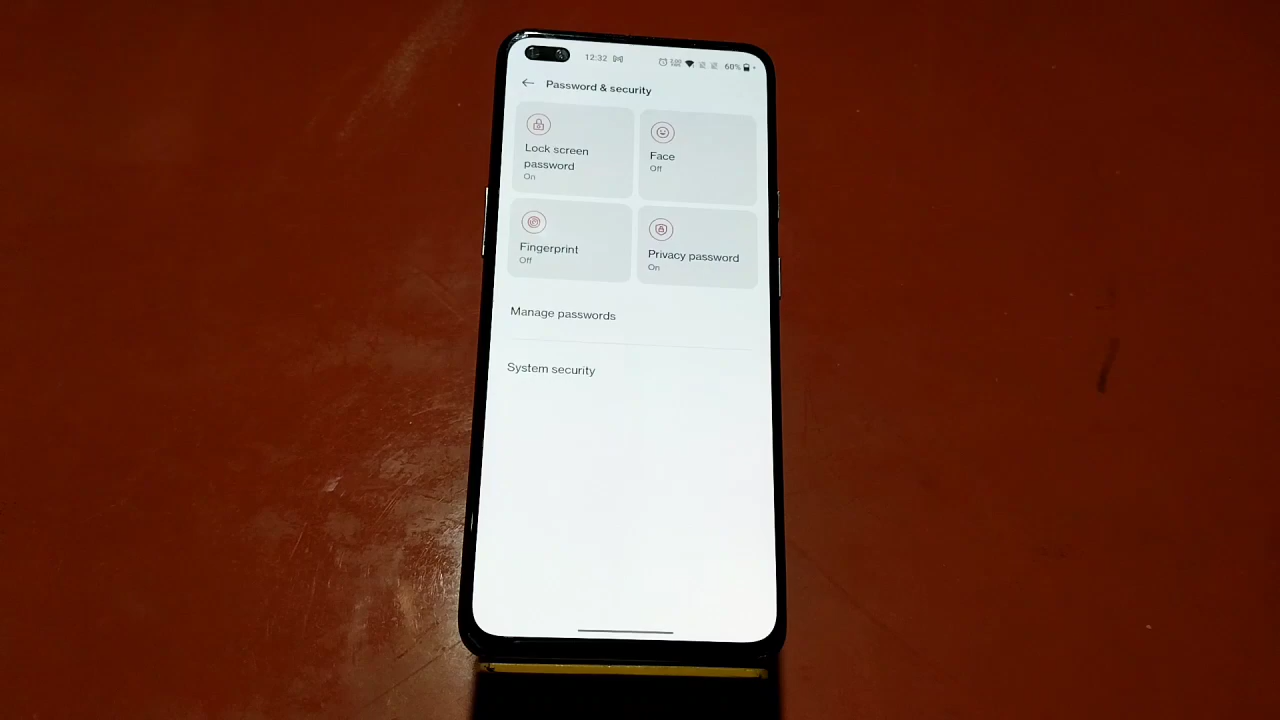 12:32
60%
Password & security
Lock screen
password
On
Face
Off
Fingerprint
Off
Privacy password
On
Manage passwords
System security